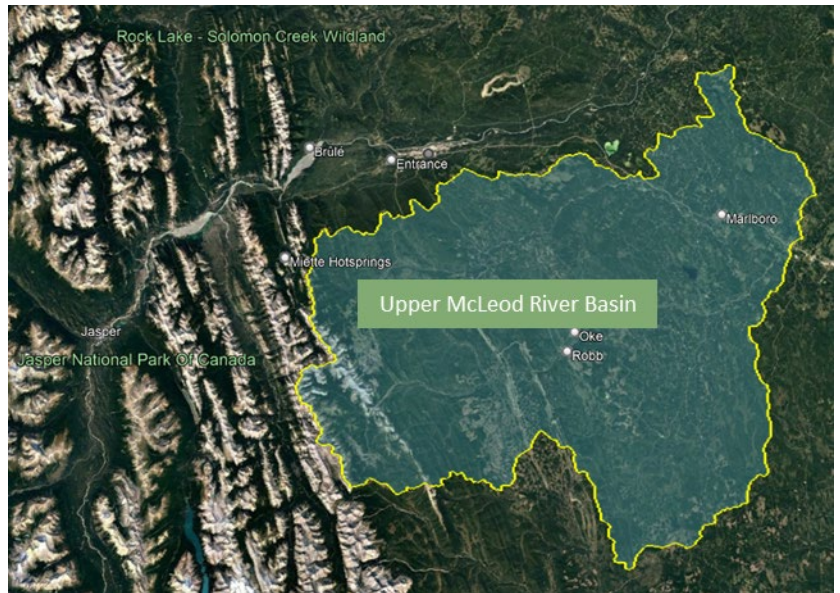 Rock Lake - Solomon Creek Wildland
Brûlé
Entrance
Marlboro
Miette Hotsprings
Upper McLeod River Basin
Jasper
Oke
Jasper National Park Of Canada
Robb